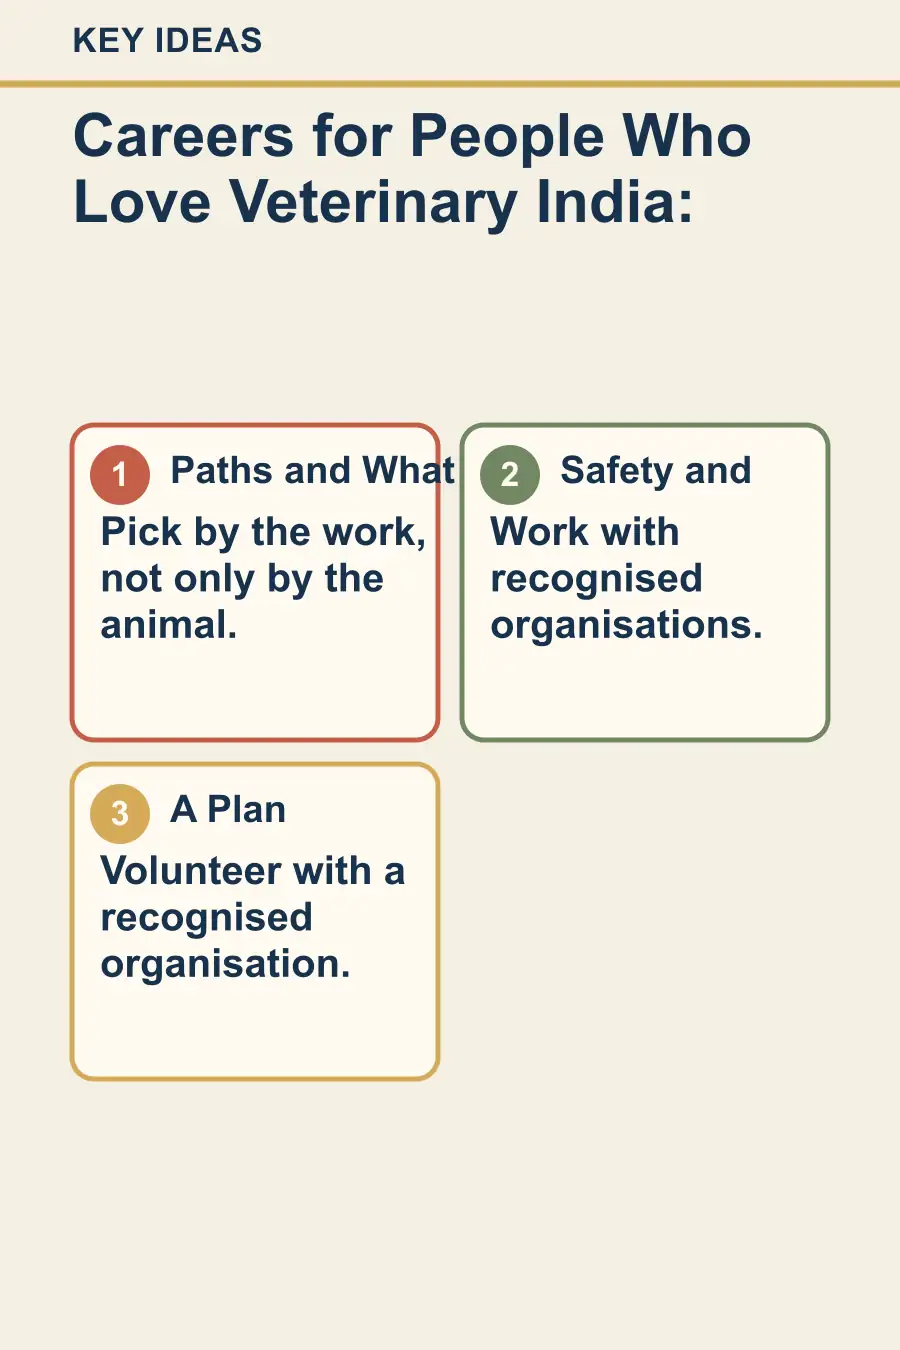 KEY IDEAS
Careers for People Who
Love Veterinary India:
1
Paths and What
Pick by the work,
not only by the
animal.
2
Safety and
Work with
recognised
organisations.
3
A Plan
Volunteer with a
recognised
organisation.